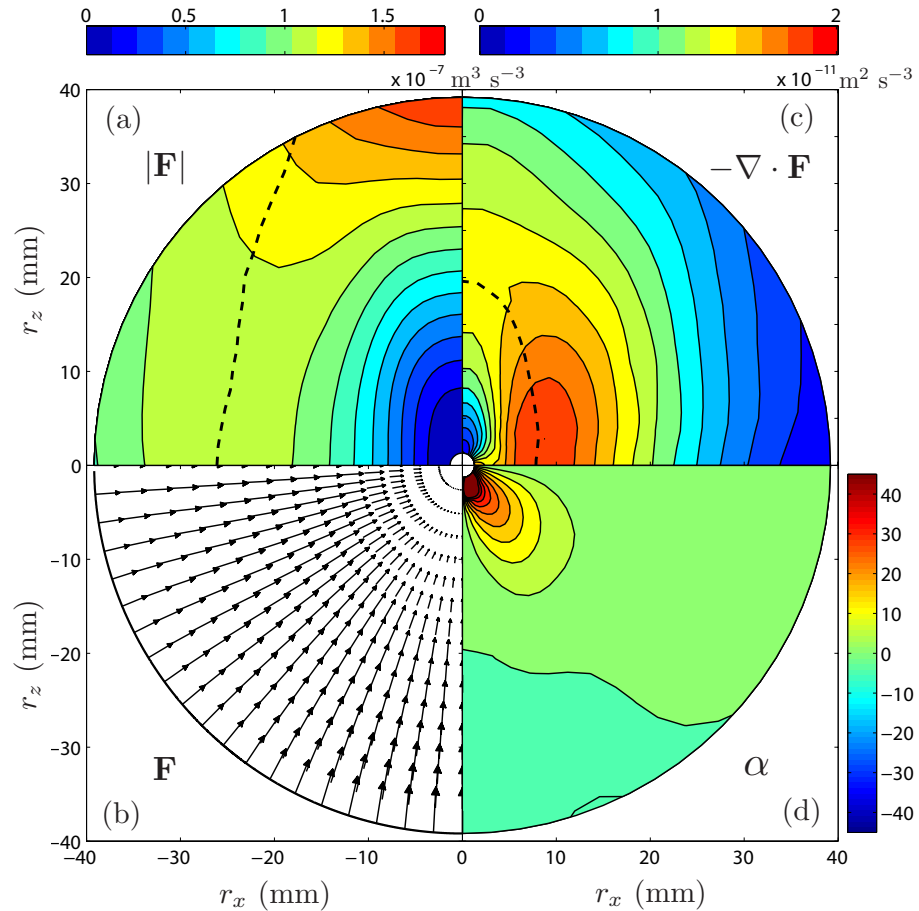 0 0.5 1 1.5
0 1 2
x 10⁻⁷ m³ s⁻³
x 10⁻¹¹ m² s⁻³
40
(a)
(c)
|F|
−∇ · F
30
r_z (mm)
20
10
0
40
30
20
10
0
−10
−20
−30
−40
−10
r_z (mm)
−20
−30
F
α
(b)
(d)
−40
−40 −30 −20 −10 0 10 20 30 40
r_x (mm) r_x (mm)